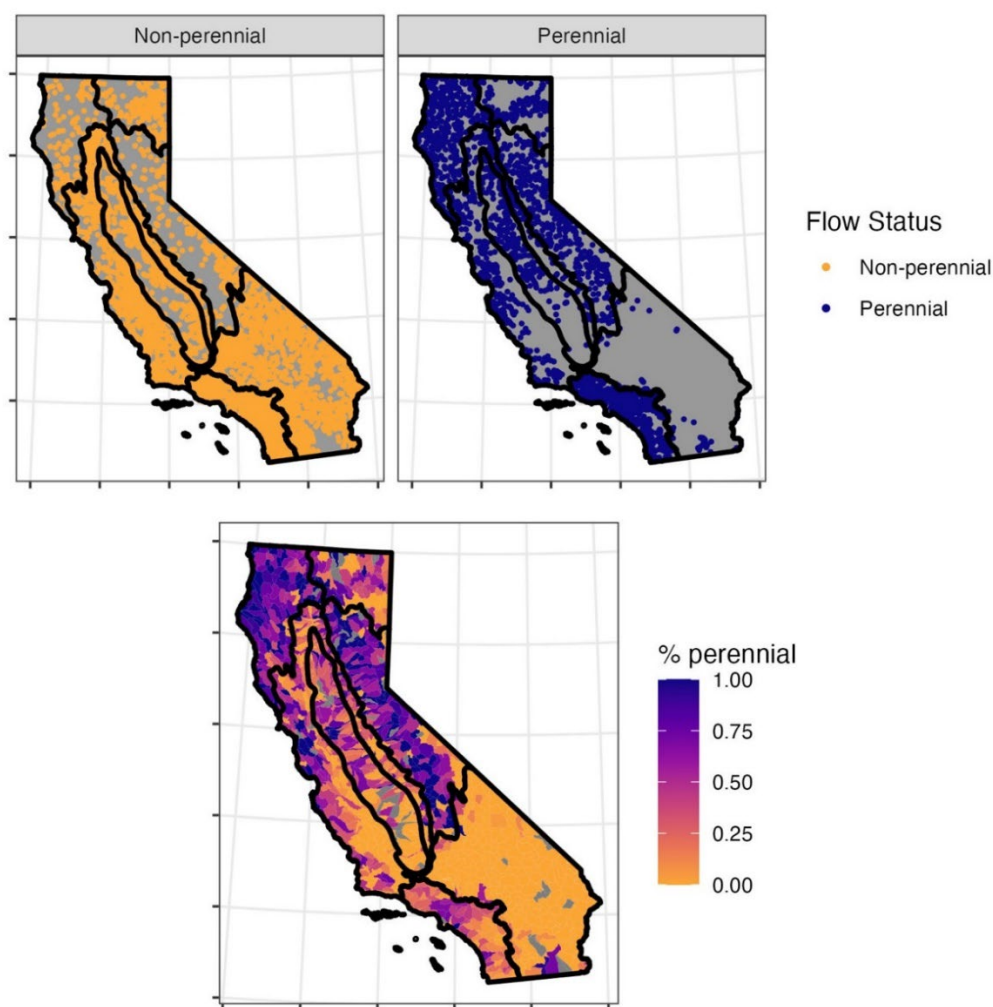 Non-perennial
Perennial
Flow Status
Non-perennial
Perennial
% perennial
1.00
0.75
0.50
0.25
0.00